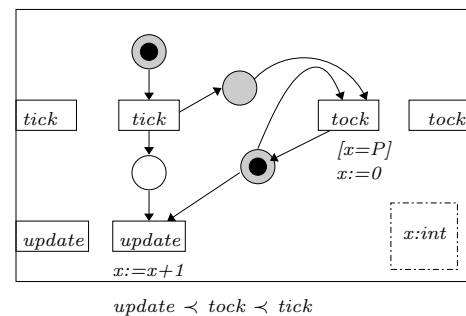 tick tick tock tock
[x=P]
x:=0
update update x:int
x:=x+1
update ≺ tock ≺ tick